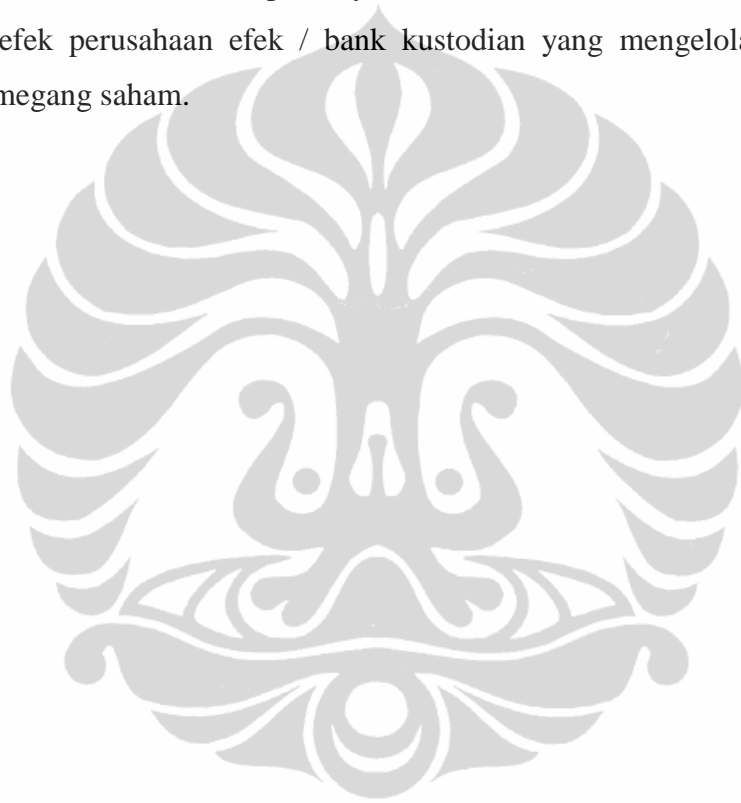 efek perusahaan efek / bank kustodian yang mengelola
megang saham.